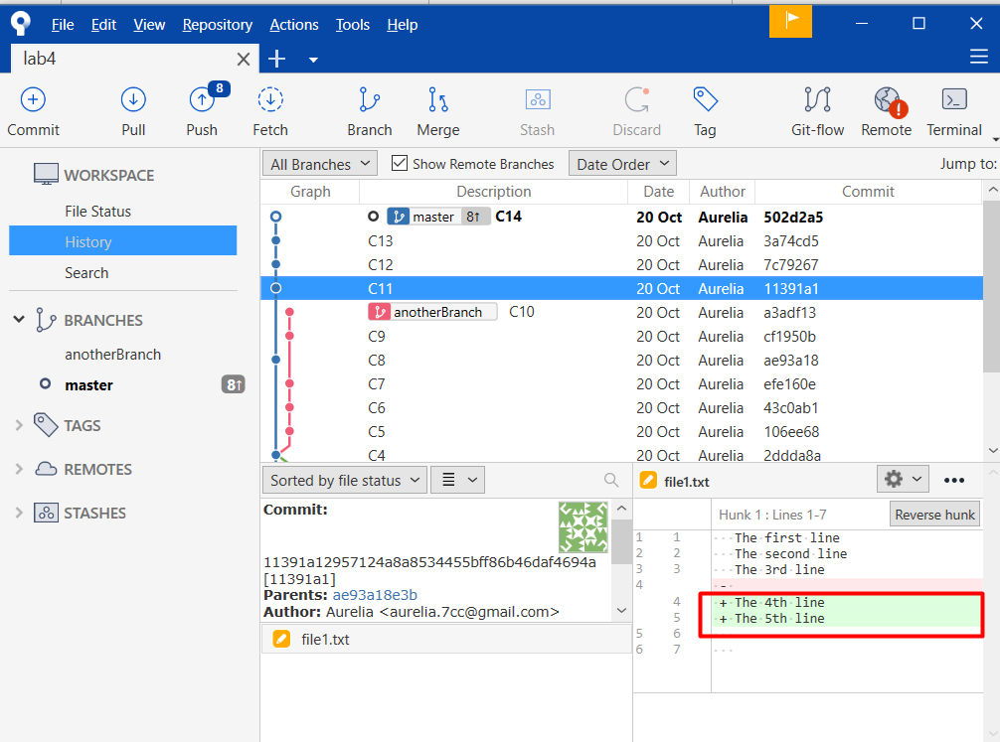 File Edit View Repository Actions Tools Help
lab4
8
Commit Pull Push Fetch Branch Merge Stash Discard Tag Git-flow Remote Terminal
WORKSPACE
File Status
History
Search
BRANCHES
anotherBranch
master 8↑
TAGS
REMOTES
STASHES
All Branches Show Remote Branches Date Order Jump to:
Graph Description Date Author Commit
master 8↑ C14 20 Oct Aurelia 502d2a5
C13 20 Oct Aurelia 3a74cd5
C12 20 Oct Aurelia 7c79267
C11 20 Oct Aurelia 11391a1
anotherBranch C10 20 Oct Aurelia a3adf13
C9 20 Oct Aurelia cf1950b
C8 20 Oct Aurelia ae93a18
C7 20 Oct Aurelia efe160e
C6 20 Oct Aurelia 43c0ab1
C5 20 Oct Aurelia 106ee68
C4 20 Oct Aurelia 2ddda8a
Sorted by file status
Commit:
11391a12957124a8a8534455bff86b46daf4694a
[11391a1]
Parents: ae93a18e3b
Author: Aurelia <aurelia.7cc@gmail.com>
file1.txt
file1.txt
Hunk 1 : Lines 1-7 Reverse hunk
1 1 ···The·first·line
2 2 ···The·second·line
3 3 ···The·3rd·line
4 -
4 +·The·4th·line
5 +·The·5th·line
5 6
6 7 ···